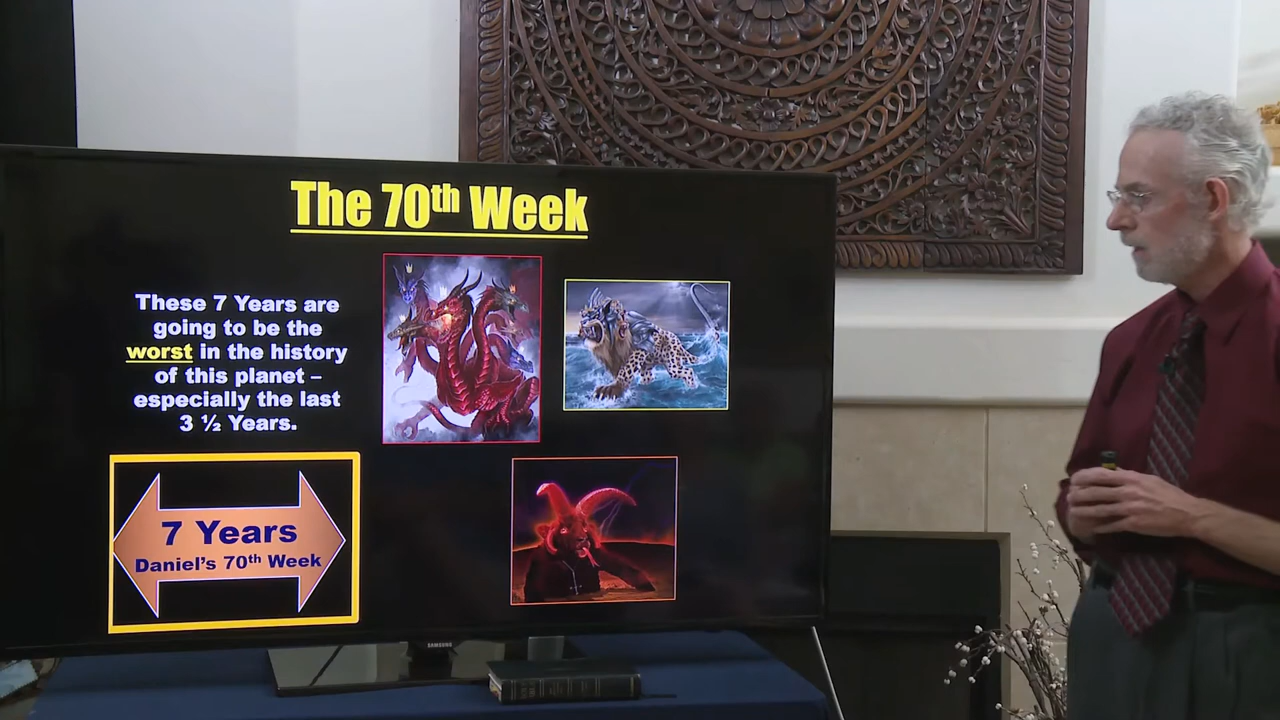 The 70th Week
These 7 Years are
going to be the
worst in the history
of this planet –
especially the last
3 ½ Years.
7 Years
Daniel's 70th Week
SAMSUNG